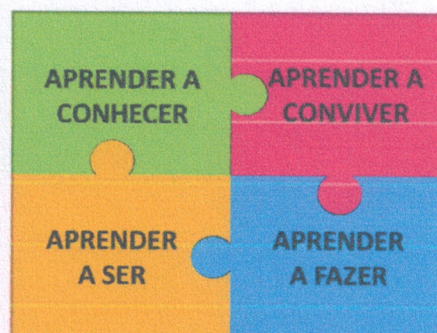 APRENDER A
CONHECER
APRENDER A
CONVIVER
APRENDER
A SER
APRENDER
A FAZER